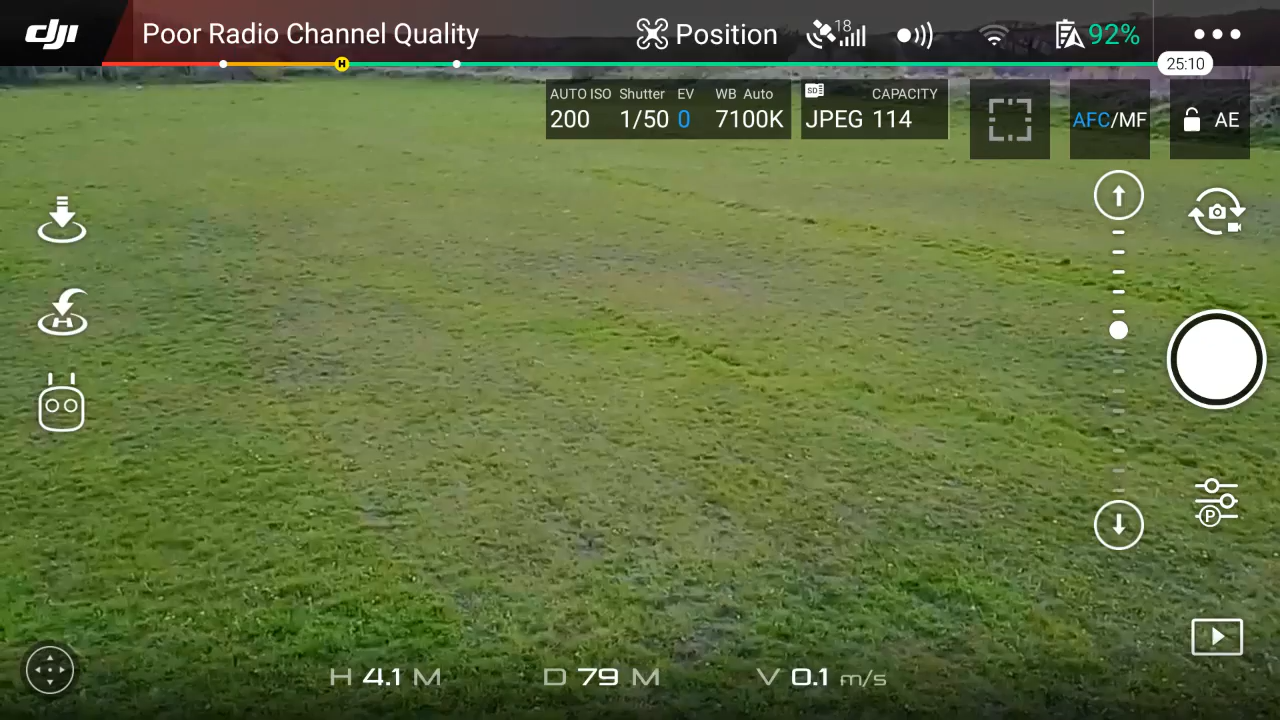 dji
Poor Radio Channel Quality
Position
18
92%
H
25:10
AUTO ISO Shutter EV WB Auto
200 1/50 0 7100K
SD CAPACITY
JPEG 114
AFC/MF
AE
H
P
H 4.1 M D 79 M V 0.1 m/s